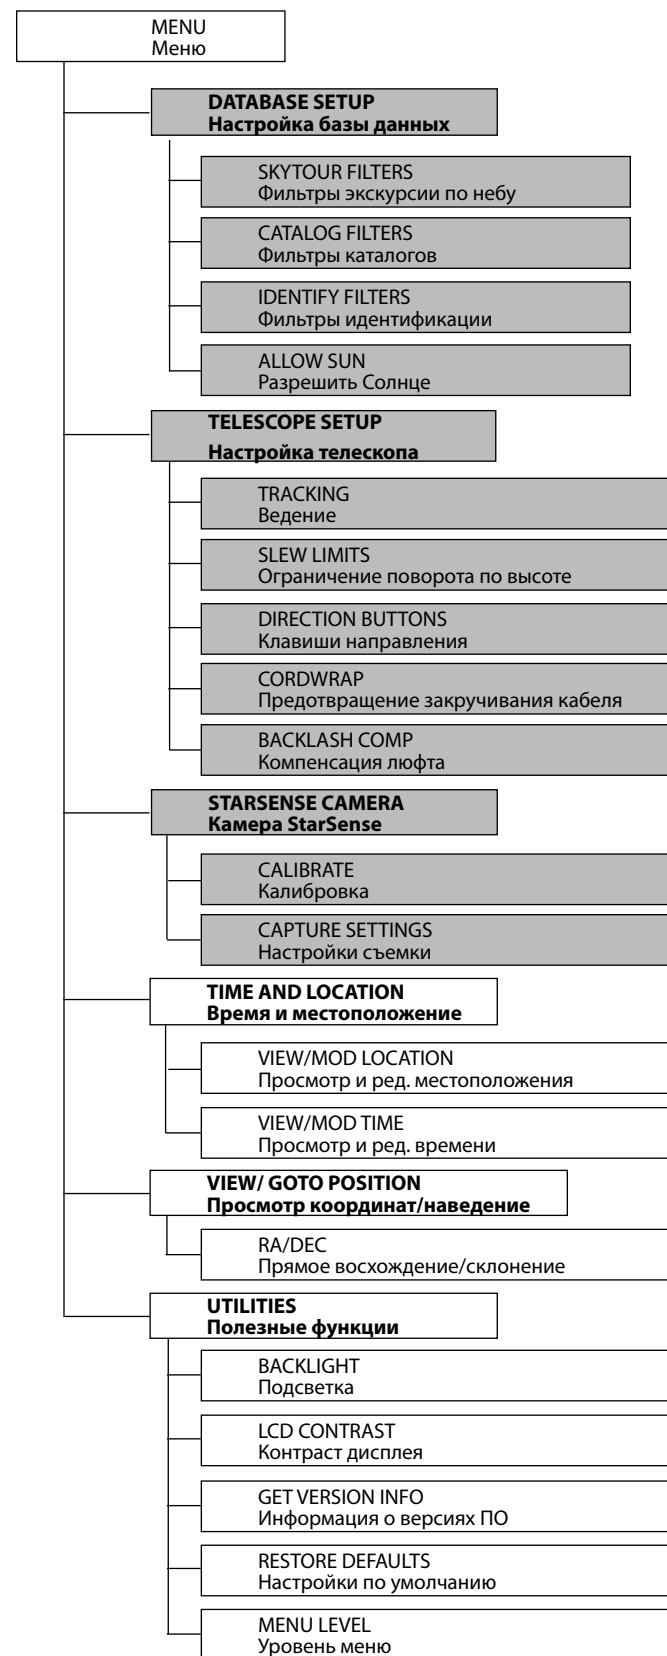 MENU
Меню
DATABASE SETUP
Настройка базы данных
SKYTOUR FILTERS
Фильтры экскурсии по небу
CATALOG FILTERS
Фильтры каталогов
IDENTIFY FILTERS
Фильтры идентификации
ALLOW SUN
Разрешить Солнце
TELESCOPE SETUP
Настройка телескопа
TRACKING
Ведение
SLEW LIMITS
Ограничение поворота по высоте
DIRECTION BUTTONS
Клавиши направления
CORDWRAP
Предотвращение закручивания кабеля
BACKLASH COMP
Компенсация люфта
STARSENSE CAMERA
Камера StarSense
CALIBRATE
Калибровка
CAPTURE SETTINGS
Настройки съемки
TIME AND LOCATION
Время и местоположение
VIEW/MOD LOCATION
Просмотр и ред. местоположения
VIEW/MOD TIME
Просмотр и ред. времени
VIEW/ GOTO POSITION
Просмотр координат/наведение
RA/DEC
Прямое восхождение/склонение
UTILITIES
Полезные функции
BACKLIGHT
Подсветка
LCD CONTRAST
Контраст дисплея
GET VERSION INFO
Информация о версиях ПО
RESTORE DEFAULTS
Настройки по умолчанию
MENU LEVEL
Уровень меню